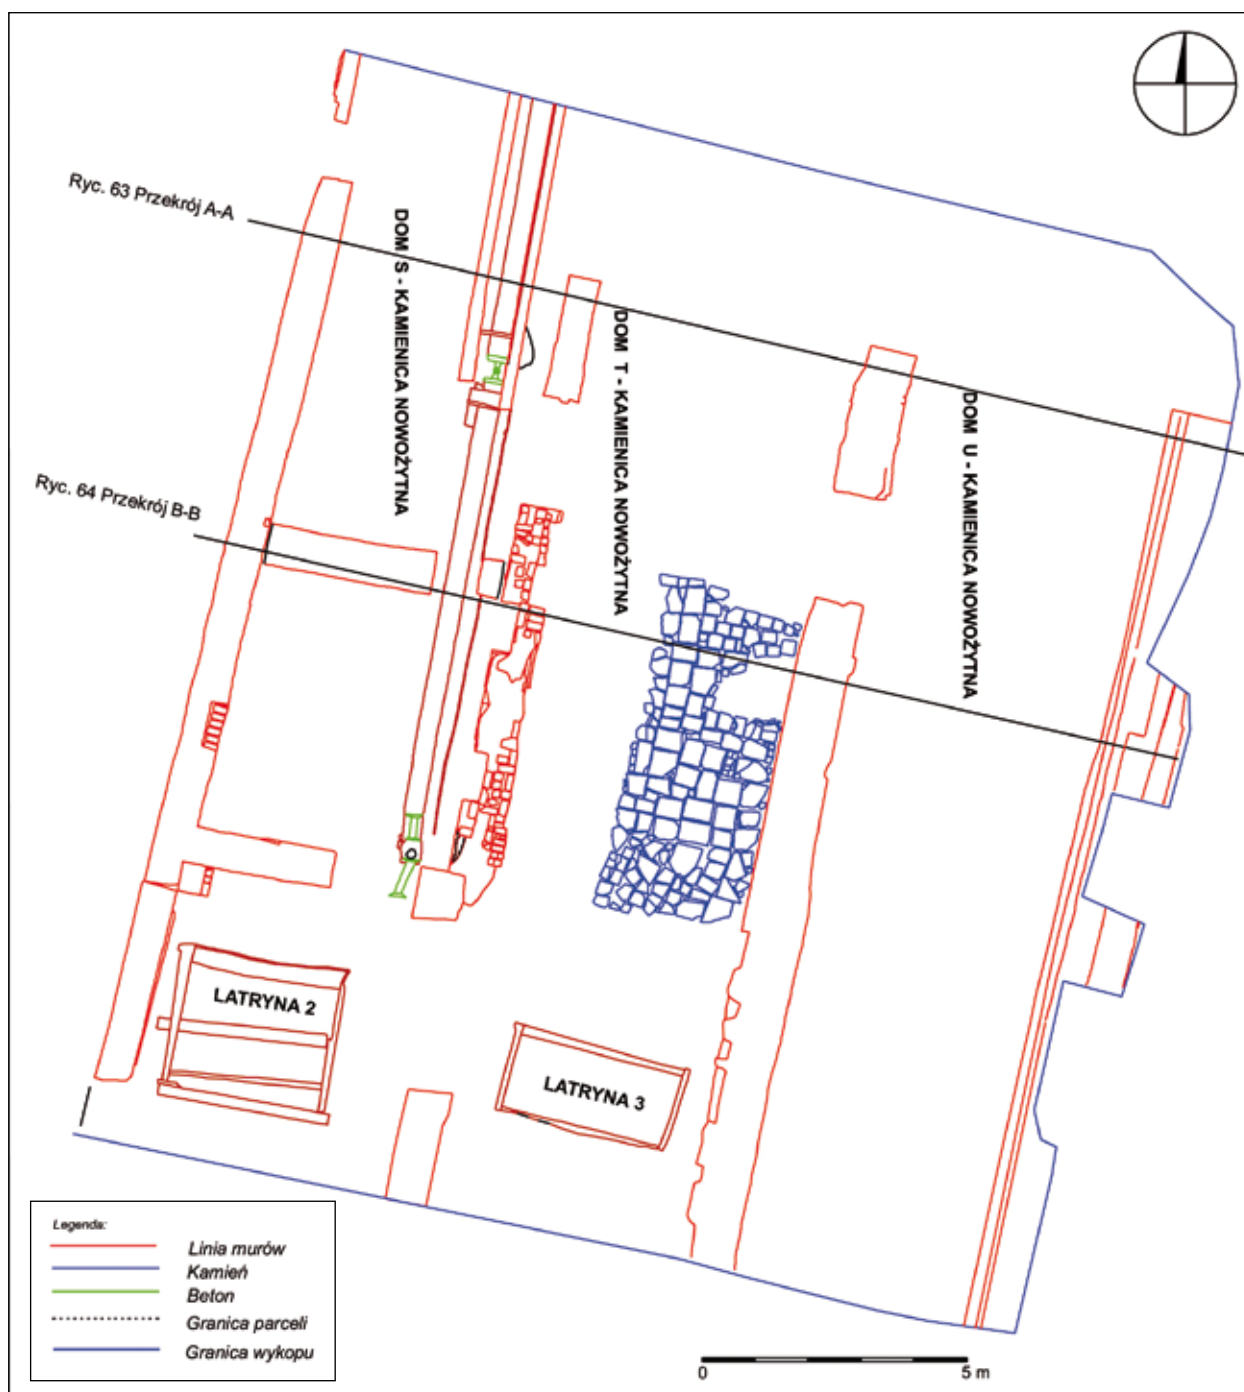 Ryc. 63 Przekrój A-A
DOM S - KAMIENICA NOWOŻYTNA
DOM T - KAMIENICA NOWOŻYTNA
DOM U - KAMIENICA NOWOŻYTNA
Ryc. 64 Przekrój B-B
LATRYNA 2
LATRYNA 3
Legenda:
Linia murów
Kamień
Beton
Granica parceli
Granica wykopu
0 5 m